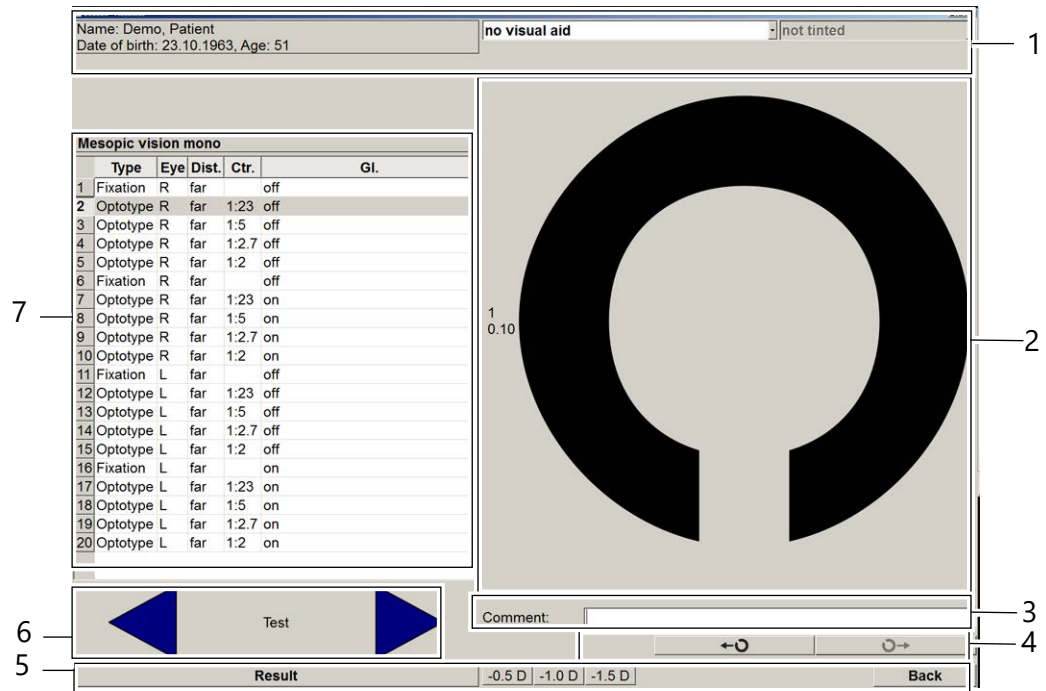 Name: Demo, Patient
Date of birth: 23.10.1963, Age: 51
no visual aid
not tinted
1
Mesopic vision mono
Type Eye Dist. Ctr. Gl.
1 Fixation R far off
2 Optotype R far 1:23 off
3 Optotype R far 1:5 off
4 Optotype R far 1:2.7 off
5 Optotype R far 1:2 off
6 Fixation R far off
7 Optotype R far 1:23 on
8 Optotype R far 1:5 on
9 Optotype R far 1:2.7 on
10 Optotype R far 1:2 on
11 Fixation L far off
12 Optotype L far 1:23 off
13 Optotype L far 1:5 off
14 Optotype L far 1:2.7 off
15 Optotype L far 1:2 off
16 Fixation L far on
17 Optotype L far 1:23 on
18 Optotype L far 1:5 on
19 Optotype L far 1:2.7 on
20 Optotype L far 1:2 on
7
1
0.10
2
Test
6
Comment:
3
4
5
Result
-0.5 D
-1.0 D
-1.5 D
Back